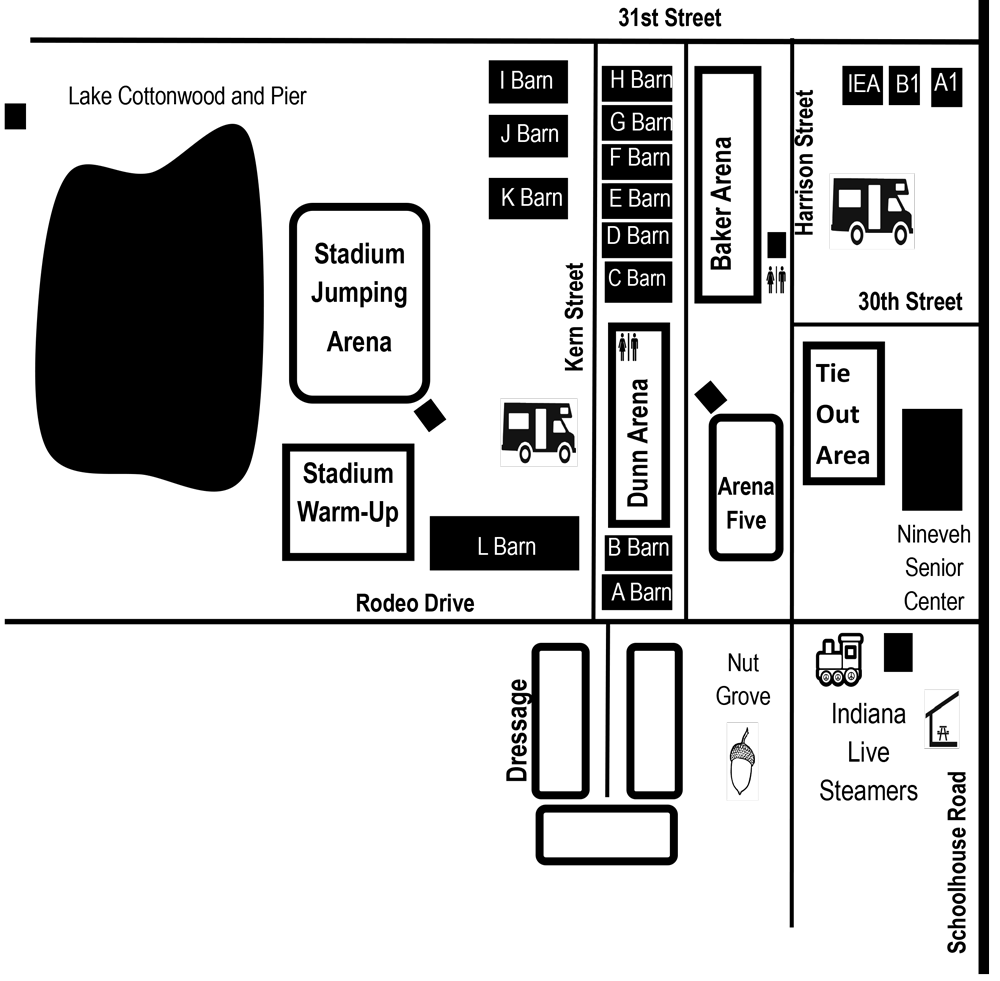 31st Street
Lake Cottonwood and Pier
I Barn
J Barn
K Barn
H Barn
G Barn
F Barn
E Barn
D Barn
C Barn
Baker Arena
Harrison Street
IEA
B1
A1
30th Street
Stadium
Jumping
Arena
Kern Street
Stadium
Warm-Up
L Barn
Dunn Arena
B Barn
A Barn
Arena
Five
Tie
Out
Area
Nineveh
Senior
Center
Rodeo Drive
Dressage
Nut
Grove
Indiana
Live
Steamers
Schoolhouse Road